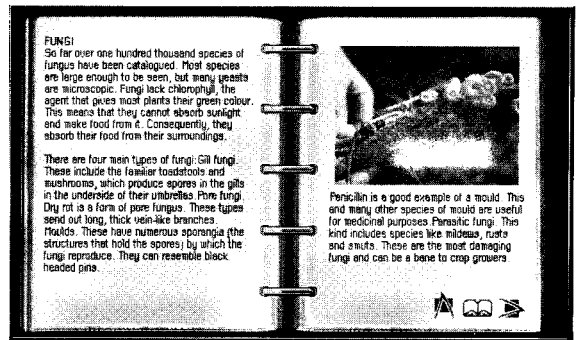 FUNGI
So far over one hundred thousand species of
fungus have been catalogued. Most species
are large enough to be seen, but many yeasts
are microscopic. Fungi lack chlorophyll, the
agent that gives most plants their green colour.
This means that they cannot absorb sunlight
and make food from it. Consequently, they
absorb their food from their surroundings.
There are four main types of fungi: Gill fungi.
These include the familiar toadstools and
mushrooms, which produce spores in the gills
in the underside of their umbrellas. Pore fungi.
Dry rot is a form of pore fungus. These types
send out long, thick vein-like branches.
Moulds. These have numerous sporangia (the
structures that hold the spores) by which the
fungi reproduce. They can resemble black
headed pins.
Penicillin is a good example of a mould. This
and many other species of mould are useful
for medicinal purposes. Parasitic fungi. This
kind includes species like mildews, rusts
and smuts. These are the most damaging
fungi and can be a bane to crop growers.